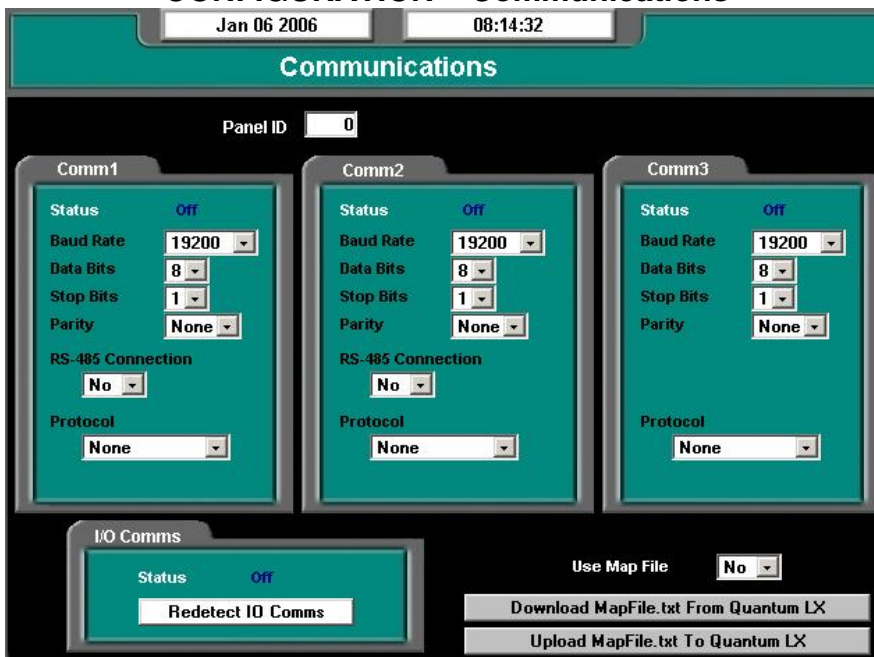 CONFIGURATION – Communications
Jan 06 2006 08:14:32
Communications
Panel ID 0
Comm1
Status Off
Baud Rate 19200
Data Bits 8
Stop Bits 1
Parity None
RS-485 Connection
No
Protocol
None
Comm2
Status Off
Baud Rate 19200
Data Bits 8
Stop Bits 1
Parity None
RS-485 Connection
No
Protocol
None
Comm3
Status Off
Baud Rate 19200
Data Bits 8
Stop Bits 1
Parity None
Protocol
None
I/O Comms
Status Off
Redetect IO Comms
Use Map File No
Download MapFile.txt From Quantum LX
Upload MapFile.txt To Quantum LX